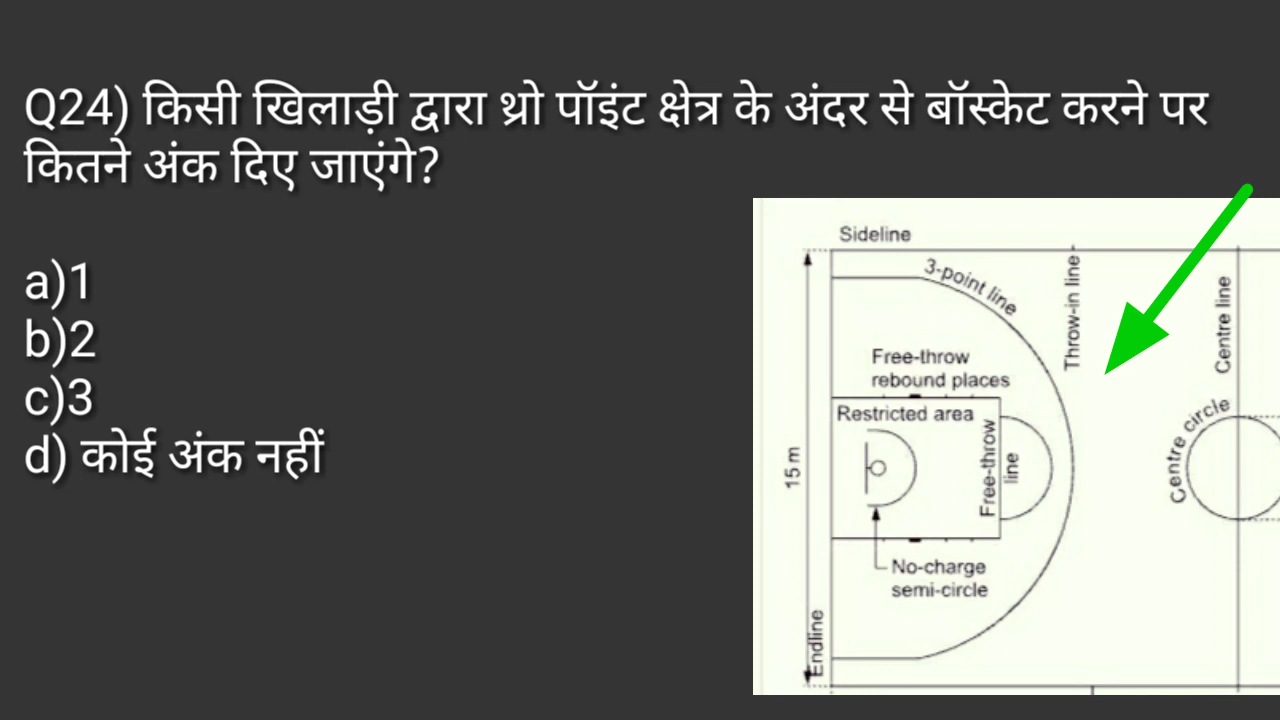 Q24) किसी खिलाड़ी द्वारा थ्रो पॉइंट क्षेत्र के अंदर से बॉस्केट करने पर
कितने अंक दिए जाएंगे?
a)1
b)2
c)3
d) कोई अंक नहीं
Sideline
3-point line
Throw-in line
Centre line
Free-throw
rebound places
Restricted area
Free-throw
line
Centre circle
15 m
No-charge
semi-circle
Endline